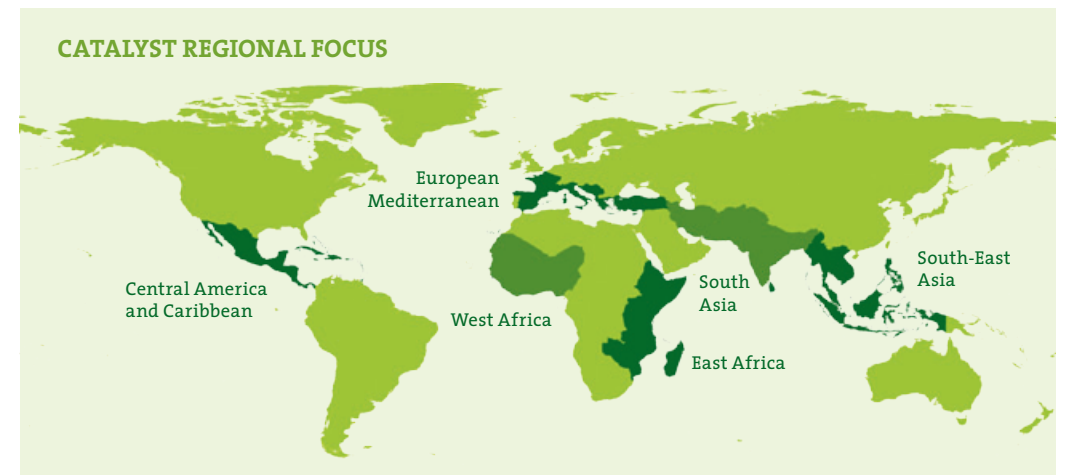 CATALYST REGIONAL FOCUS
European
Mediterranean
Central America
and Caribbean
West Africa
South
Asia
South-East
Asia
East Africa